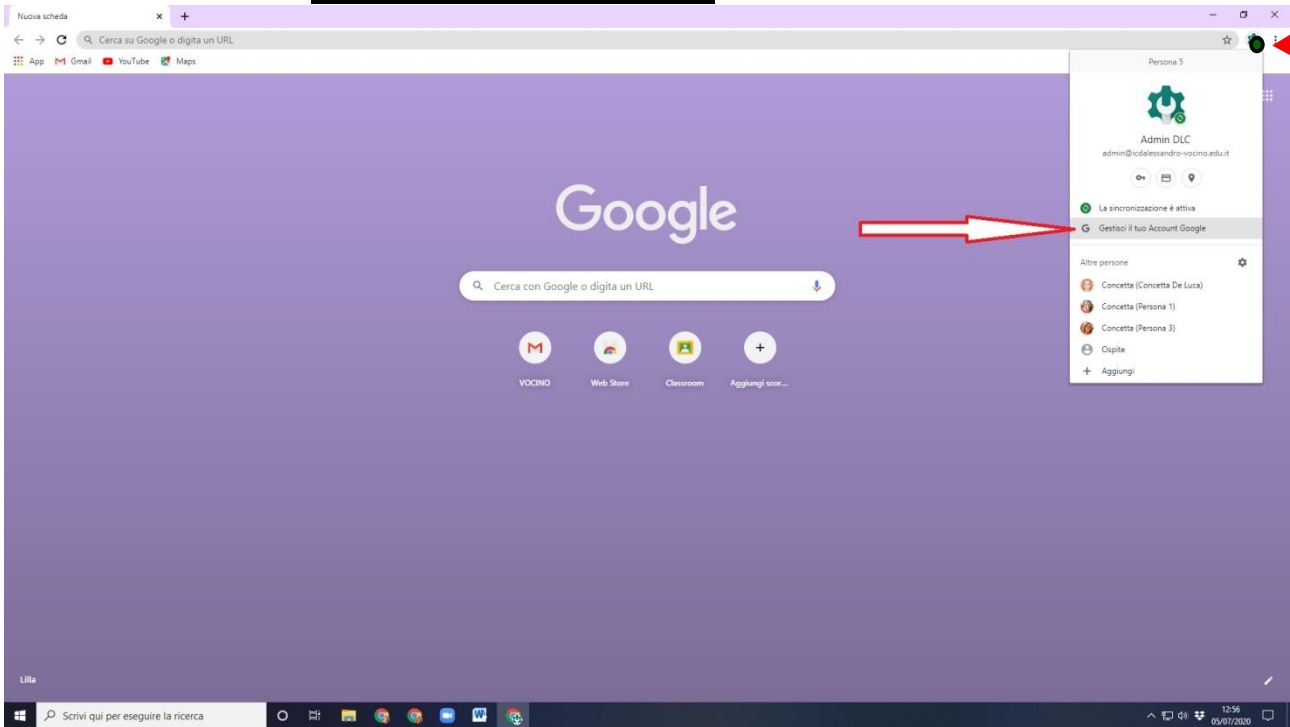 Nuova scheda
Cerca su Google o digita un URL
App Gmail YouTube Maps
Persona 5
Admin DLC
admin@icdalessandro-vocino.edu.it
La sincronizzazione è attiva
G Gestisci il tuo Account Google
Altre persone
Concetta (Concetta De Luca)
Concetta (Persona 1)
Concetta (Persona 3)
Ospite
+ Aggiungi
Google
Cerca con Google o digita un URL
VOCINO Web Store Classroom Aggiungi scor...
Lilla
Scrivi qui per eseguire la ricerca
12:56
05/07/2020